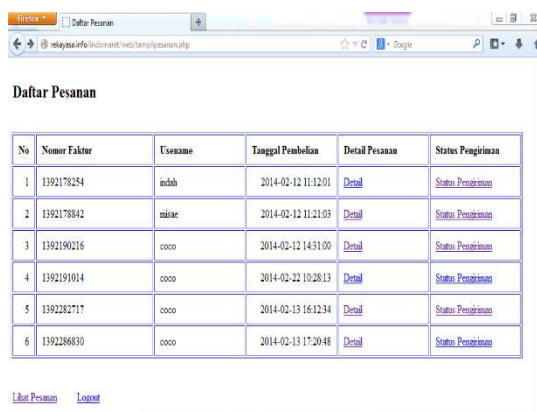 Firefox
Daftar Pesanan
rekayasa.info/indomaret/web/tampilpesanan.php
Google
Daftar Pesanan
No Nomor Faktur Usename Tanggal Pembelian Detail Pesanan Status Pengiriman
1 1392178254 indah 2014-02-12 11:12:01 Detail Status Pengiriman
2 1392178842 misae 2014-02-12 11:21:03 Detail Status Pengiriman
3 1392190216 coco 2014-02-12 14:31:00 Detail Status Pengiriman
4 1392191014 coco 2014-02-22 10:28:13 Detail Status Pengiriman
5 1392282717 coco 2014-02-13 16:12:34 Detail Status Pengiriman
6 1392286830 coco 2014-02-13 17:20:48 Detail Status Pengiriman
Lihat Pesanan Logout